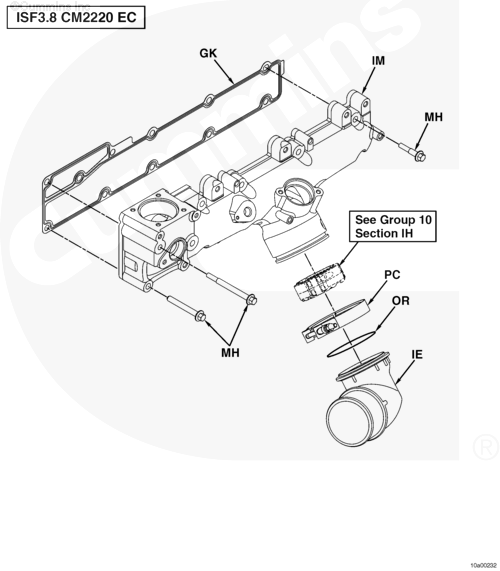 ©Cummins Inc.
ISF3.8 CM2220 EC
GK
IM
MH
See Group 10
Section IH
PC
OR
IE
MH
Cummins
®
10a00232